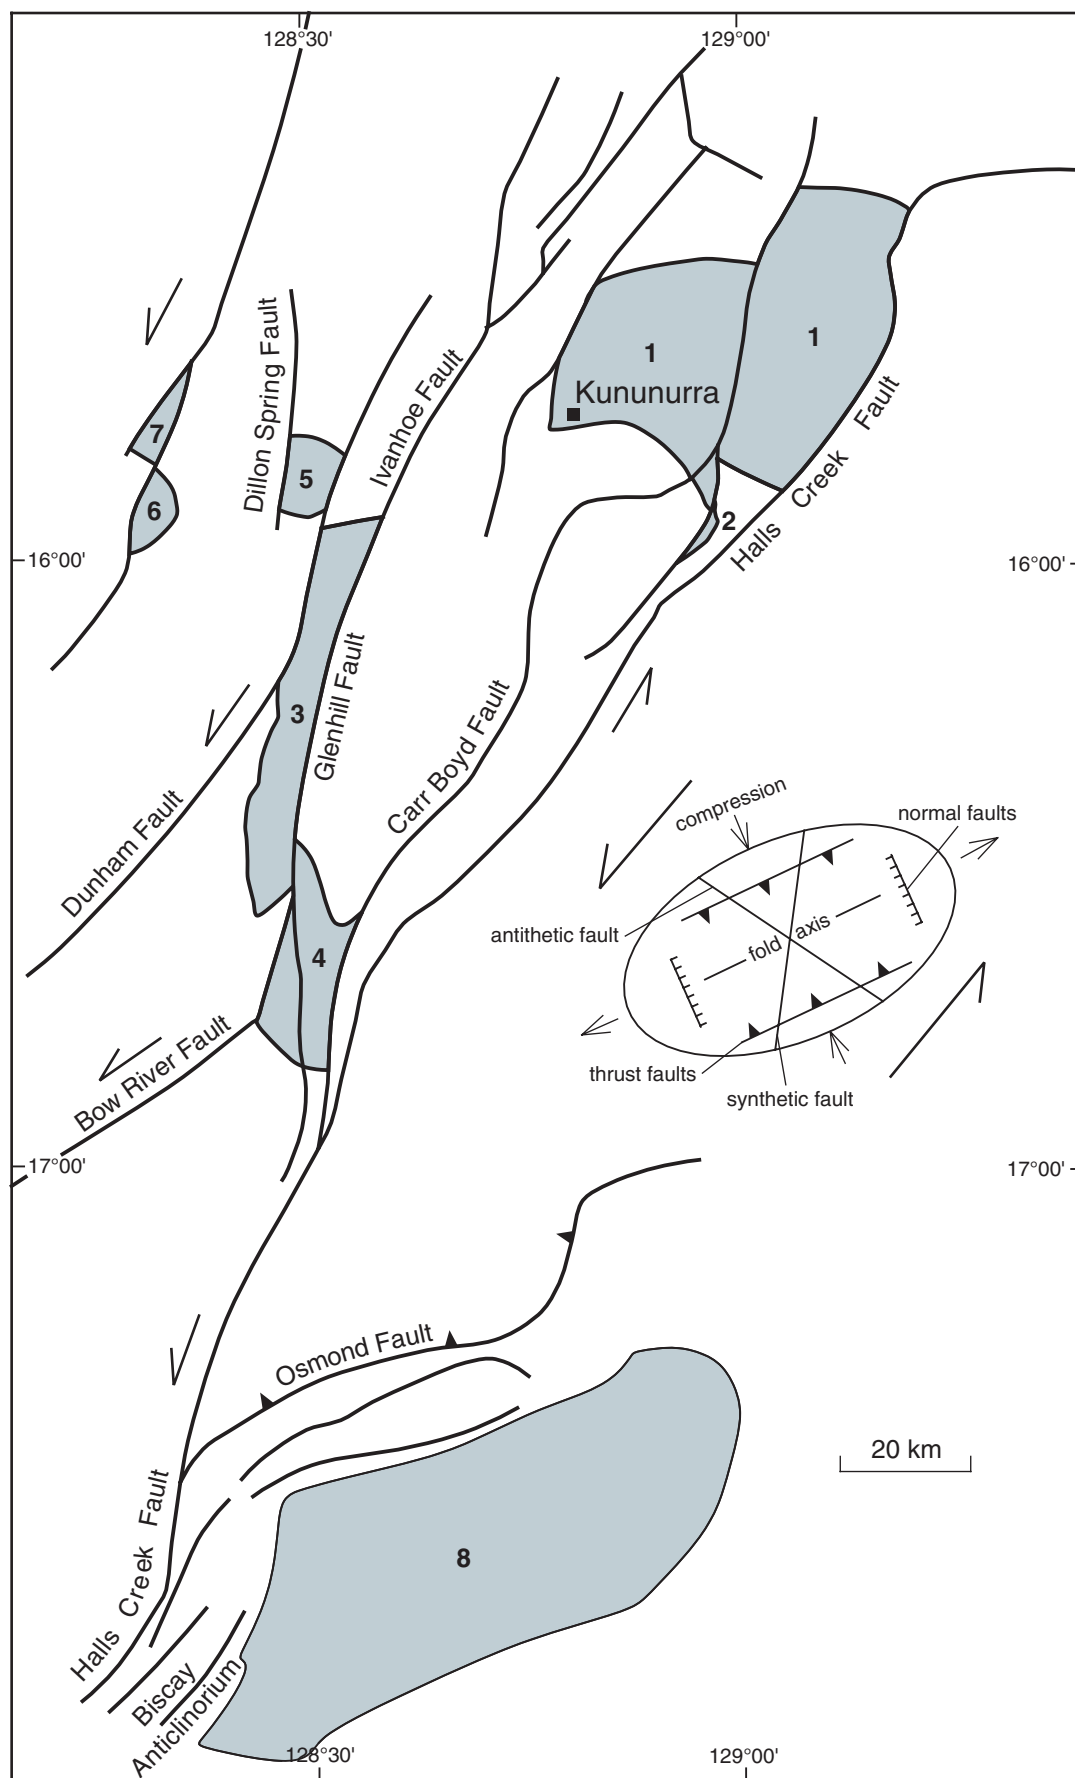 128°30'
129°00'
1
1
Kununurra
Dillon Spring Fault
Ivanhoe Fault
Halls Creek Fault
7
5
6
2
16°00'
16°00'
3
Glenhill Fault
Carr Boyd Fault
Dunham Fault
compression
normal faults
antithetic fault
fold axis
4
thrust faults
synthetic fault
Bow River Fault
17°00'
17°00'
Osmond Fault
20 km
8
Halls Creek Fault
Biscay
Anticlinorium
128°30'
129°00'